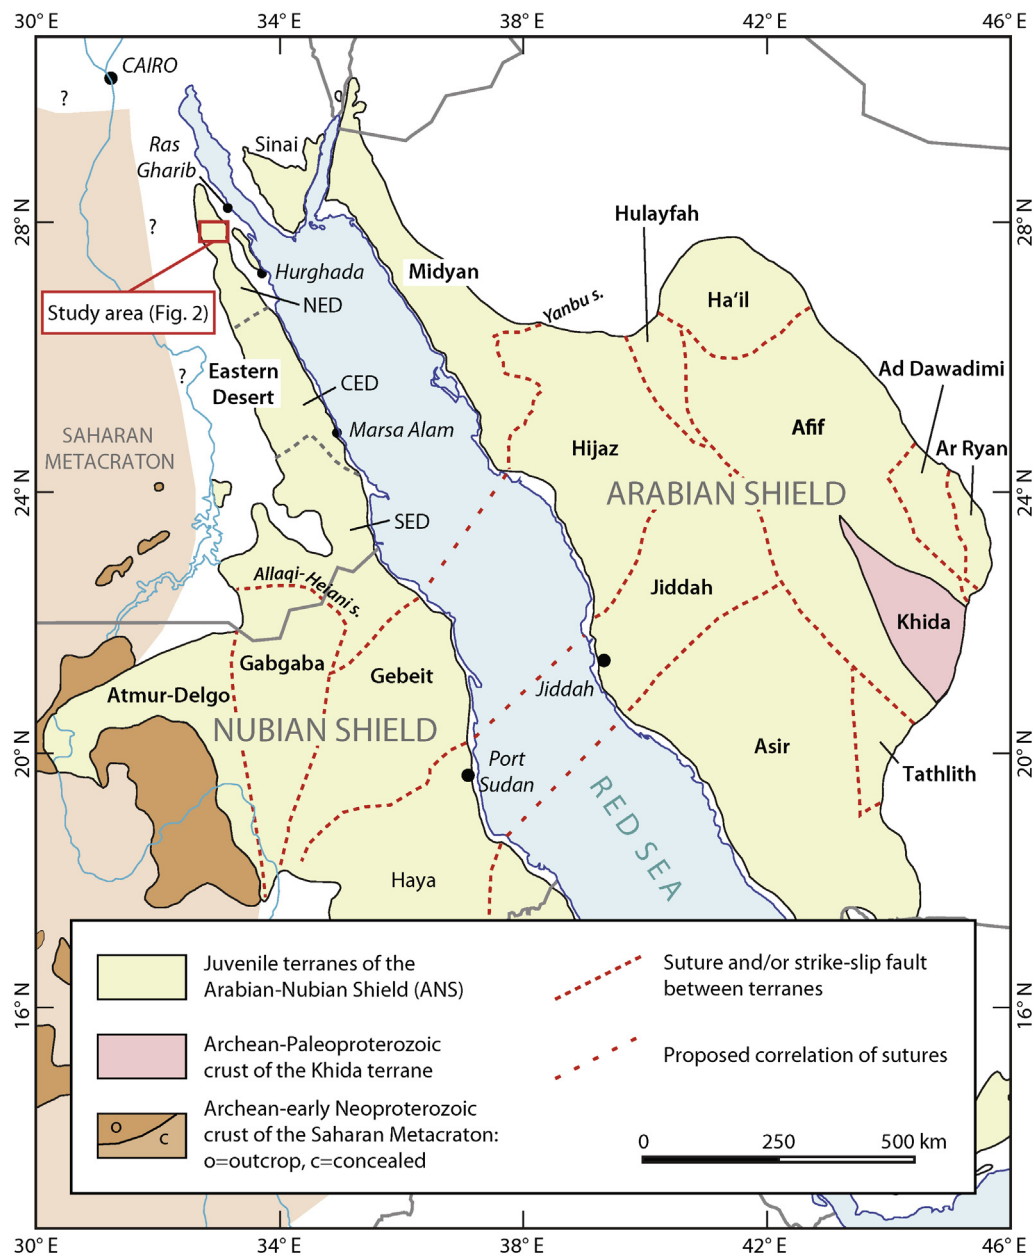 30° E
34° E
38° E
42° E
46° E
CAIRO
?
Ras
Gharib
Sinai
28° N
?
28° N
Hulayfah
Midyan
Hurghada
Ha'il
NED
Yanbu s.
Study area (Fig. 2)
Eastern
Desert
?
CED
Ad Dawadimi
Marsa Alam
Afif
SAHARAN
METACRATON
Hijaz
Ar Ryan
24° N
ARABIAN SHIELD
24° N
SED
Allaqi-Heiani s.
Jiddah
Khida
Gabgaba
Gebeit
Jiddah
Atmur-Delgo
NUBIAN SHIELD
Asir
20° N
20° N
Port
Sudan
Tathlith
RED SEA
Haya
Juvenile terranes of the
Arabian-Nubian Shield (ANS)
Suture and/or strike-slip fault
between terranes
16° N
16° N
Archean-Paleoproterozoic
crust of the Khida terrane
Proposed correlation of sutures
Archean-early Neoproterozoic
crust of the Saharan Metacraton:
o=outcrop, c=concealed
O
C
0
250
500 km
30° E
34° E
38° E
42° E
46° E